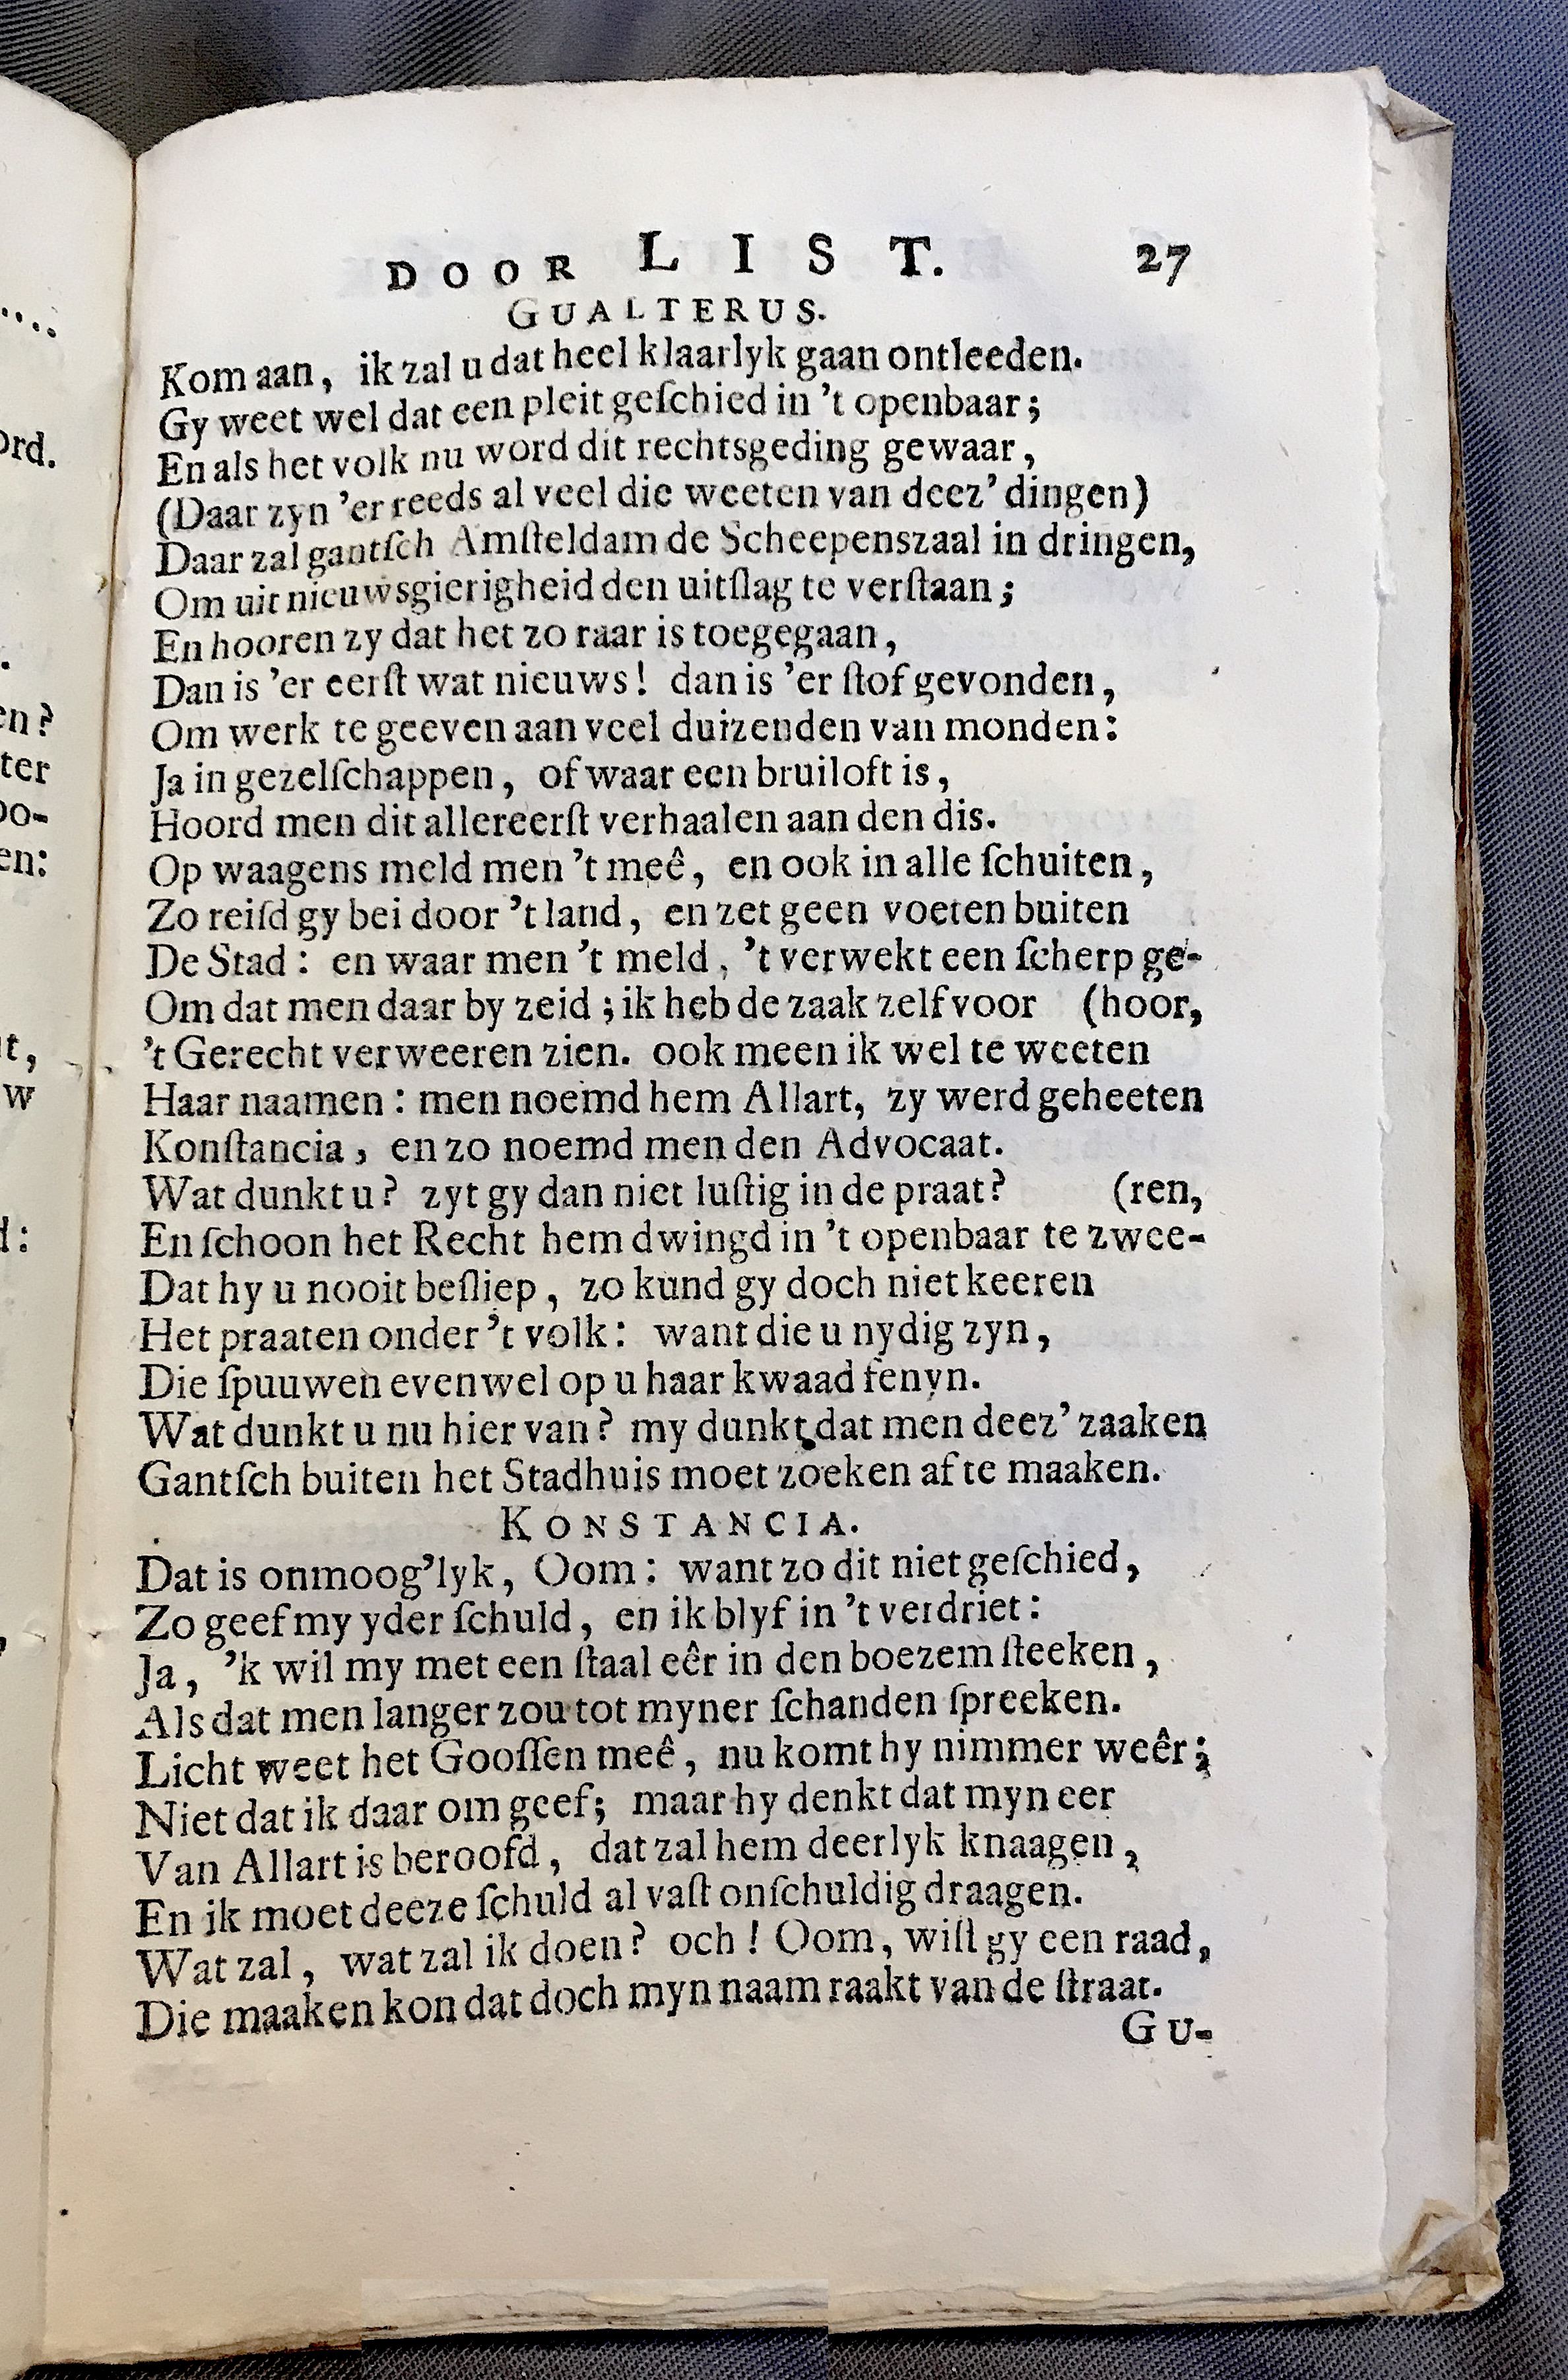 DOOR LIST. 27
GUALTERUS.
Kom aan, ik zal u dat heel klaarlyk gaan ontleeden.
Gy weet wel dat een pleit geſchied in 't openbaar;
En als het volk nu word dit rechtsgeding gewaar,
(Daar zyn 'er reeds al veel die weeten van deez' dingen)
Daar zal gantſch Amſteldam de Scheepenszaal in dringen,
Om uit nieuwsgierigheid den uitſlag te verſtaan;
En hooren zy dat het zo raar is toegegaan,
Dan is 'er eerſt wat nieuws! dan is 'er ſtof gevonden,
Om werk te geeven aan veel duizenden van monden:
Ja in gezelſchappen, of waar een bruiloft is,
Hoord men dit allereerſt verhaalen aan den dis.
Op waagens meld men 't meê, en ook in alle ſchuiten,
Zo reiſd gy bei door 't land, en zet geen voeten buiten
De Stad: en waar men 't meld, 't verwekt een ſcherp ge-
Om dat men daar by zeid; ik heb de zaak zelf voor (hoor,
't Gerecht verweeren zien. ook meen ik wel te weeten
Haar naamen: men noemd hem Allart, zy werd geheeten
Konſtancia, en zo noemd men den Advocaat.
Wat dunkt u? zyt gy dan niet luſtig in de praat? (ren,
En ſchoon het Recht hem dwingd in 't openbaar te zwee-
Dat hy u nooit beſliep, zo kund gy doch niet keeren
Het praaten onder 't volk: want die u nydig zyn,
Die ſpuuwen evenwel op u haar kwaad fenyn.
Wat dunkt u nu hier van? my dunkt dat men deez' zaaken
Gantſch buiten het Stadhuis moet zoeken af te maaken.
KONSTANCIA.
Dat is onmoog'lyk, Oom: want zo dit niet geſchied,
Zo geef my yder ſchuld, en ik blyf in 't verdriet:
Ja, 'k wil my met een ſtaal eêr in den boezem ſteeken,
Als dat men langer zou tot myner ſchanden ſpreeken.
Licht weet het Gooſſen meê, nu komt hy nimmer weêr;
Niet dat ik daar om geef; maar hy denkt dat myn eer
Van Allart is beroofd, dat zal hem deerlyk knaagen,
En ik moet deeze ſchuld al vaſt onſchuldig draagen.
Wat zal, wat zal ik doen? och! Oom, wiſt gy een raad,
Die maaken kon dat doch myn naam raakt van de ſtraat.
GU-